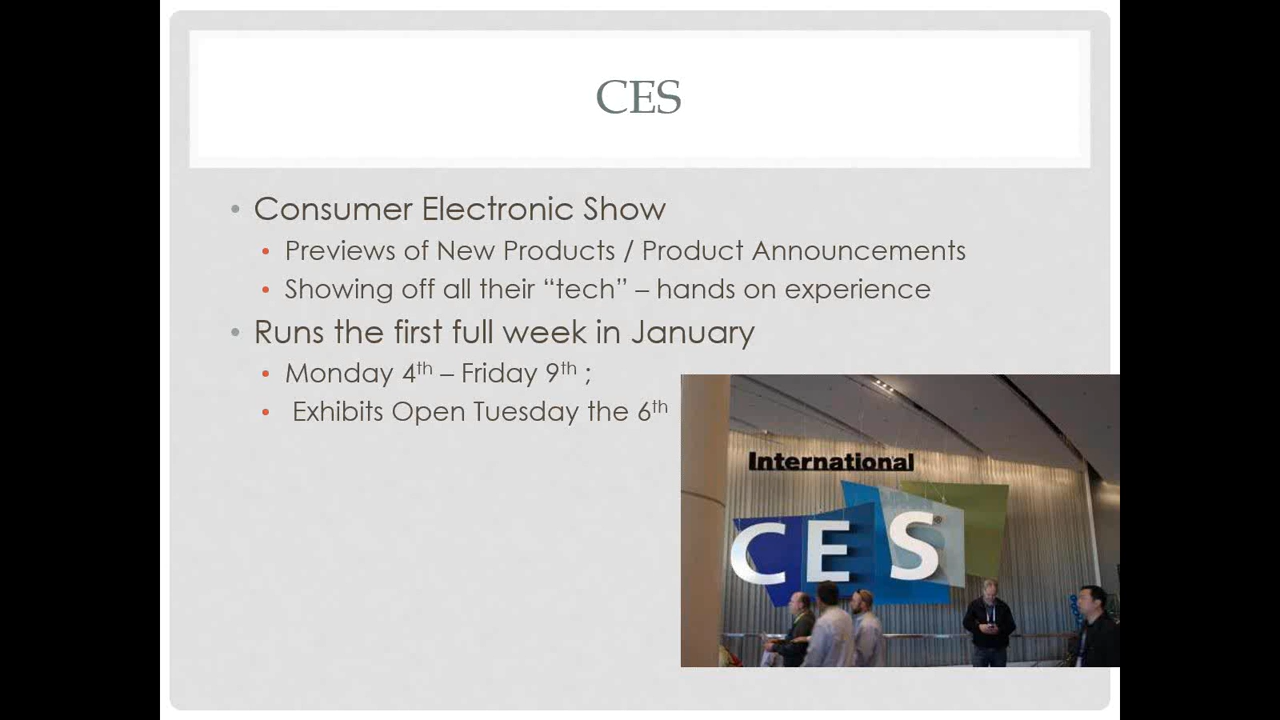 CES
• Consumer Electronic Show
• Previews of New Products / Product Announcements
• Showing off all their “tech” – hands on experience
• Runs the first full week in January
• Monday 4th – Friday 9th ;
• Exhibits Open Tuesday the 6th
International
CES